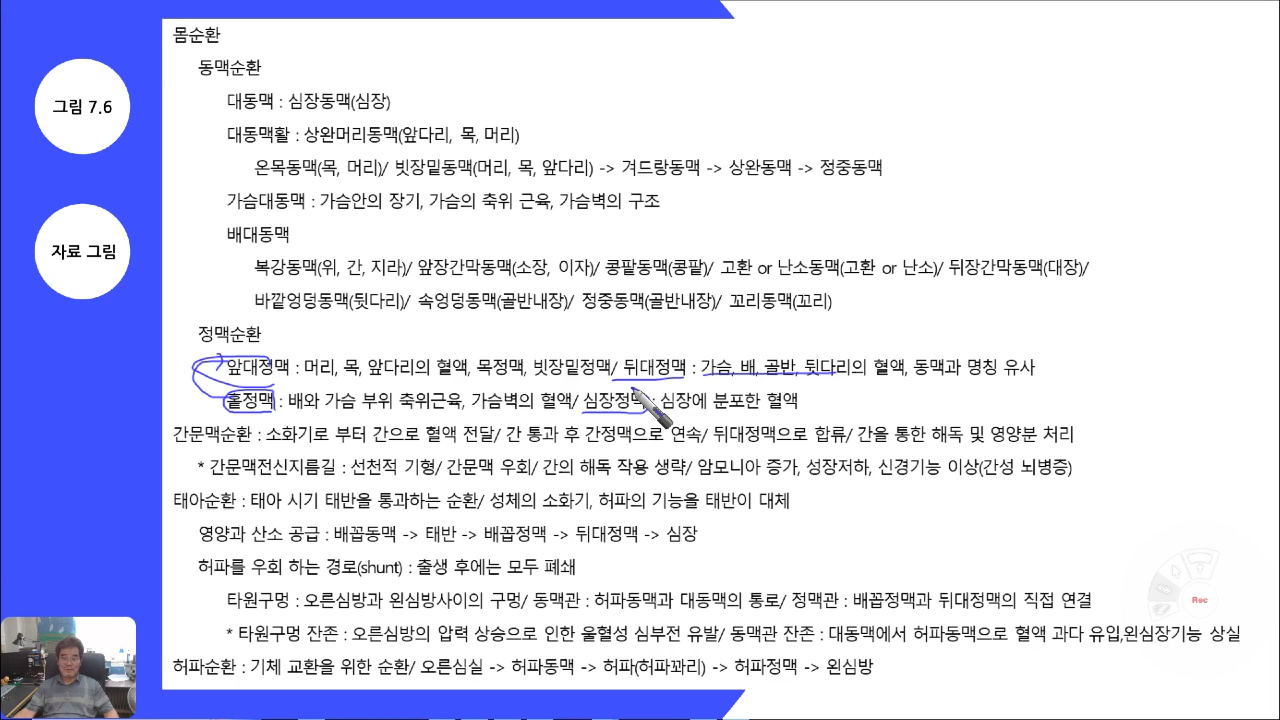 그림 7.6
자료 그림
몸순환
동맥순환
대동맥 : 심장동맥(심장)
대동맥활 : 상완머리동맥(앞다리, 목, 머리)
온목동맥(목, 머리)/ 빗장밑동맥(머리, 목, 앞다리) -> 겨드랑동맥 -> 상완동맥 -> 정중동맥
가슴대동맥 : 가슴안의 장기, 가슴의 축위 근육, 가슴벽의 구조
배대동맥
복강동맥(위, 간, 지라)/ 앞장간막동맥(소장, 이자)/ 콩팥동맥(콩팥)/ 고환 or 난소동맥(고환 or 난소)/ 뒤장간막동맥(대장)/
바깥엉덩동맥(뒷다리)/ 속엉덩동맥(골반내장)/ 정중동맥(골반내장)/ 꼬리동맥(꼬리)
정맥순환
앞대정맥 : 머리, 목, 앞다리의 혈액, 목정맥, 빗장밑정맥/ 뒤대정맥 : 가슴, 배, 골반, 뒷다리의 혈액, 동맥과 명칭 유사
홀정맥 : 배와 가슴 부위 축위근육, 가슴벽의 혈액/ 심장정맥 : 심장에 분포한 혈액
간문맥순환 : 소화기로 부터 간으로 혈액 전달/ 간 통과 후 간정맥으로 연속/ 뒤대정맥으로 합류/ 간을 통한 해독 및 영양분 처리
* 간문맥전신지름길 : 선천적 기형/ 간문맥 우회/ 간의 해독 작용 생략/ 암모니아 증가, 성장저하, 신경기능 이상(간성 뇌병증)
태아순환 : 태아 시기 태반을 통과하는 순환/ 성체의 소화기, 허파의 기능을 태반이 대체
영양과 산소 공급 : 배꼽동맥 -> 태반 -> 배꼽정맥 -> 뒤대정맥 -> 심장
허파를 우회 하는 경로(shunt) : 출생 후에는 모두 폐쇄
타원구멍 : 오른심방과 왼심방사이의 구멍/ 동맥관 : 허파동맥과 대동맥의 통로/ 정맥관 : 배꼽정맥과 뒤대정맥의 직접 연결
* 타원구멍 잔존 : 오른심방의 압력 상승으로 인한 울혈성 심부전 유발/ 동맥관 잔존 : 대동맥에서 허파동맥으로 혈액 과다 유입,왼심장기능 상실
허파순환 : 기체 교환을 위한 순환/ 오른심실 -> 허파동맥 -> 허파(허파꽈리) -> 허파정맥 -> 왼심방
Rec